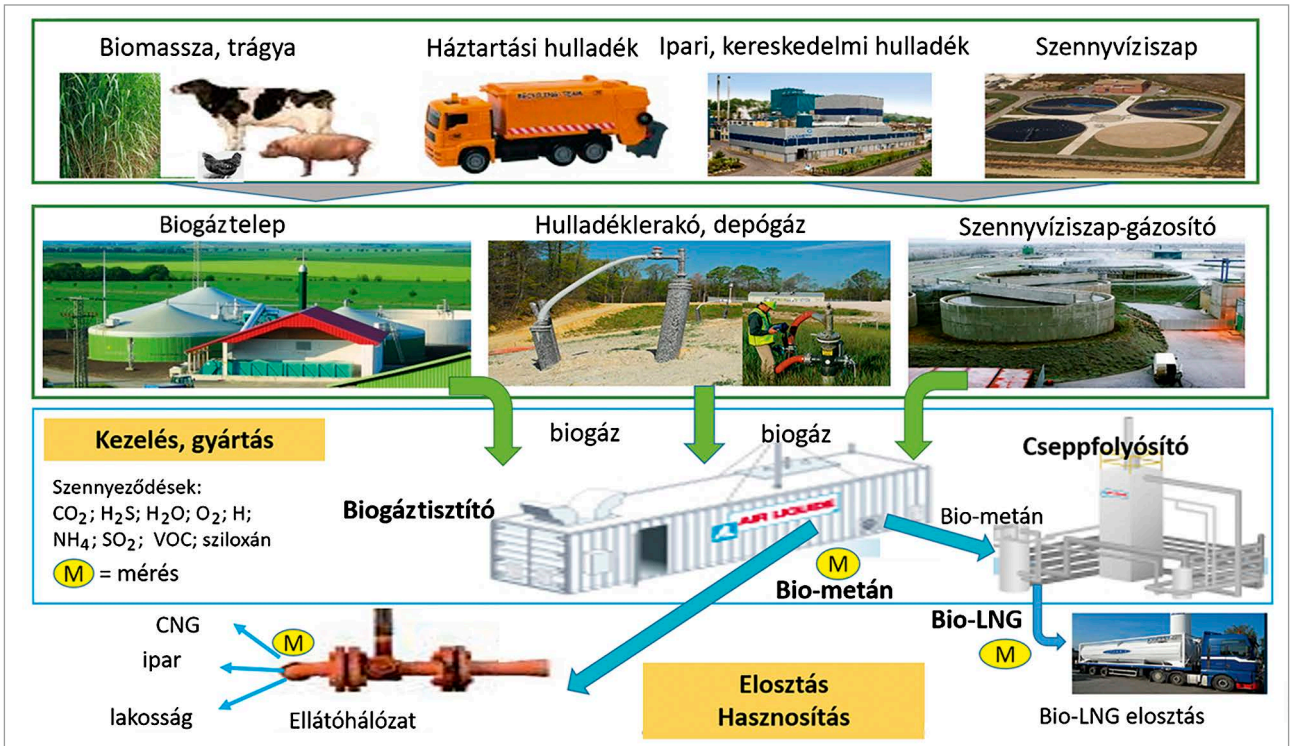 Biomassza, trágya
Háztartási hulladék
Ipari, kereskedelmi hulladék
Szennyvíziszap
RECYCLING TEAM
Biogáztelep
Hulladéklerakó, depógáz
Szennyvíziszap-gázosító
Kezelés, gyártás
biogáz
biogáz
Cseppfolyósító
Szennyeződések:
CO₂; H₂S; H₂O; O₂; H;
NH₄; SO₂; VOC; sziloxán
M = mérés
Biogáztisztító
AIR LIQUIDE
Bio-metán
M
Bio-metán
Bio-LNG
M
CNG
ipar
lakosság
M
Ellátóhálózat
Elosztás
Hasznosítás
Bio-LNG elosztás